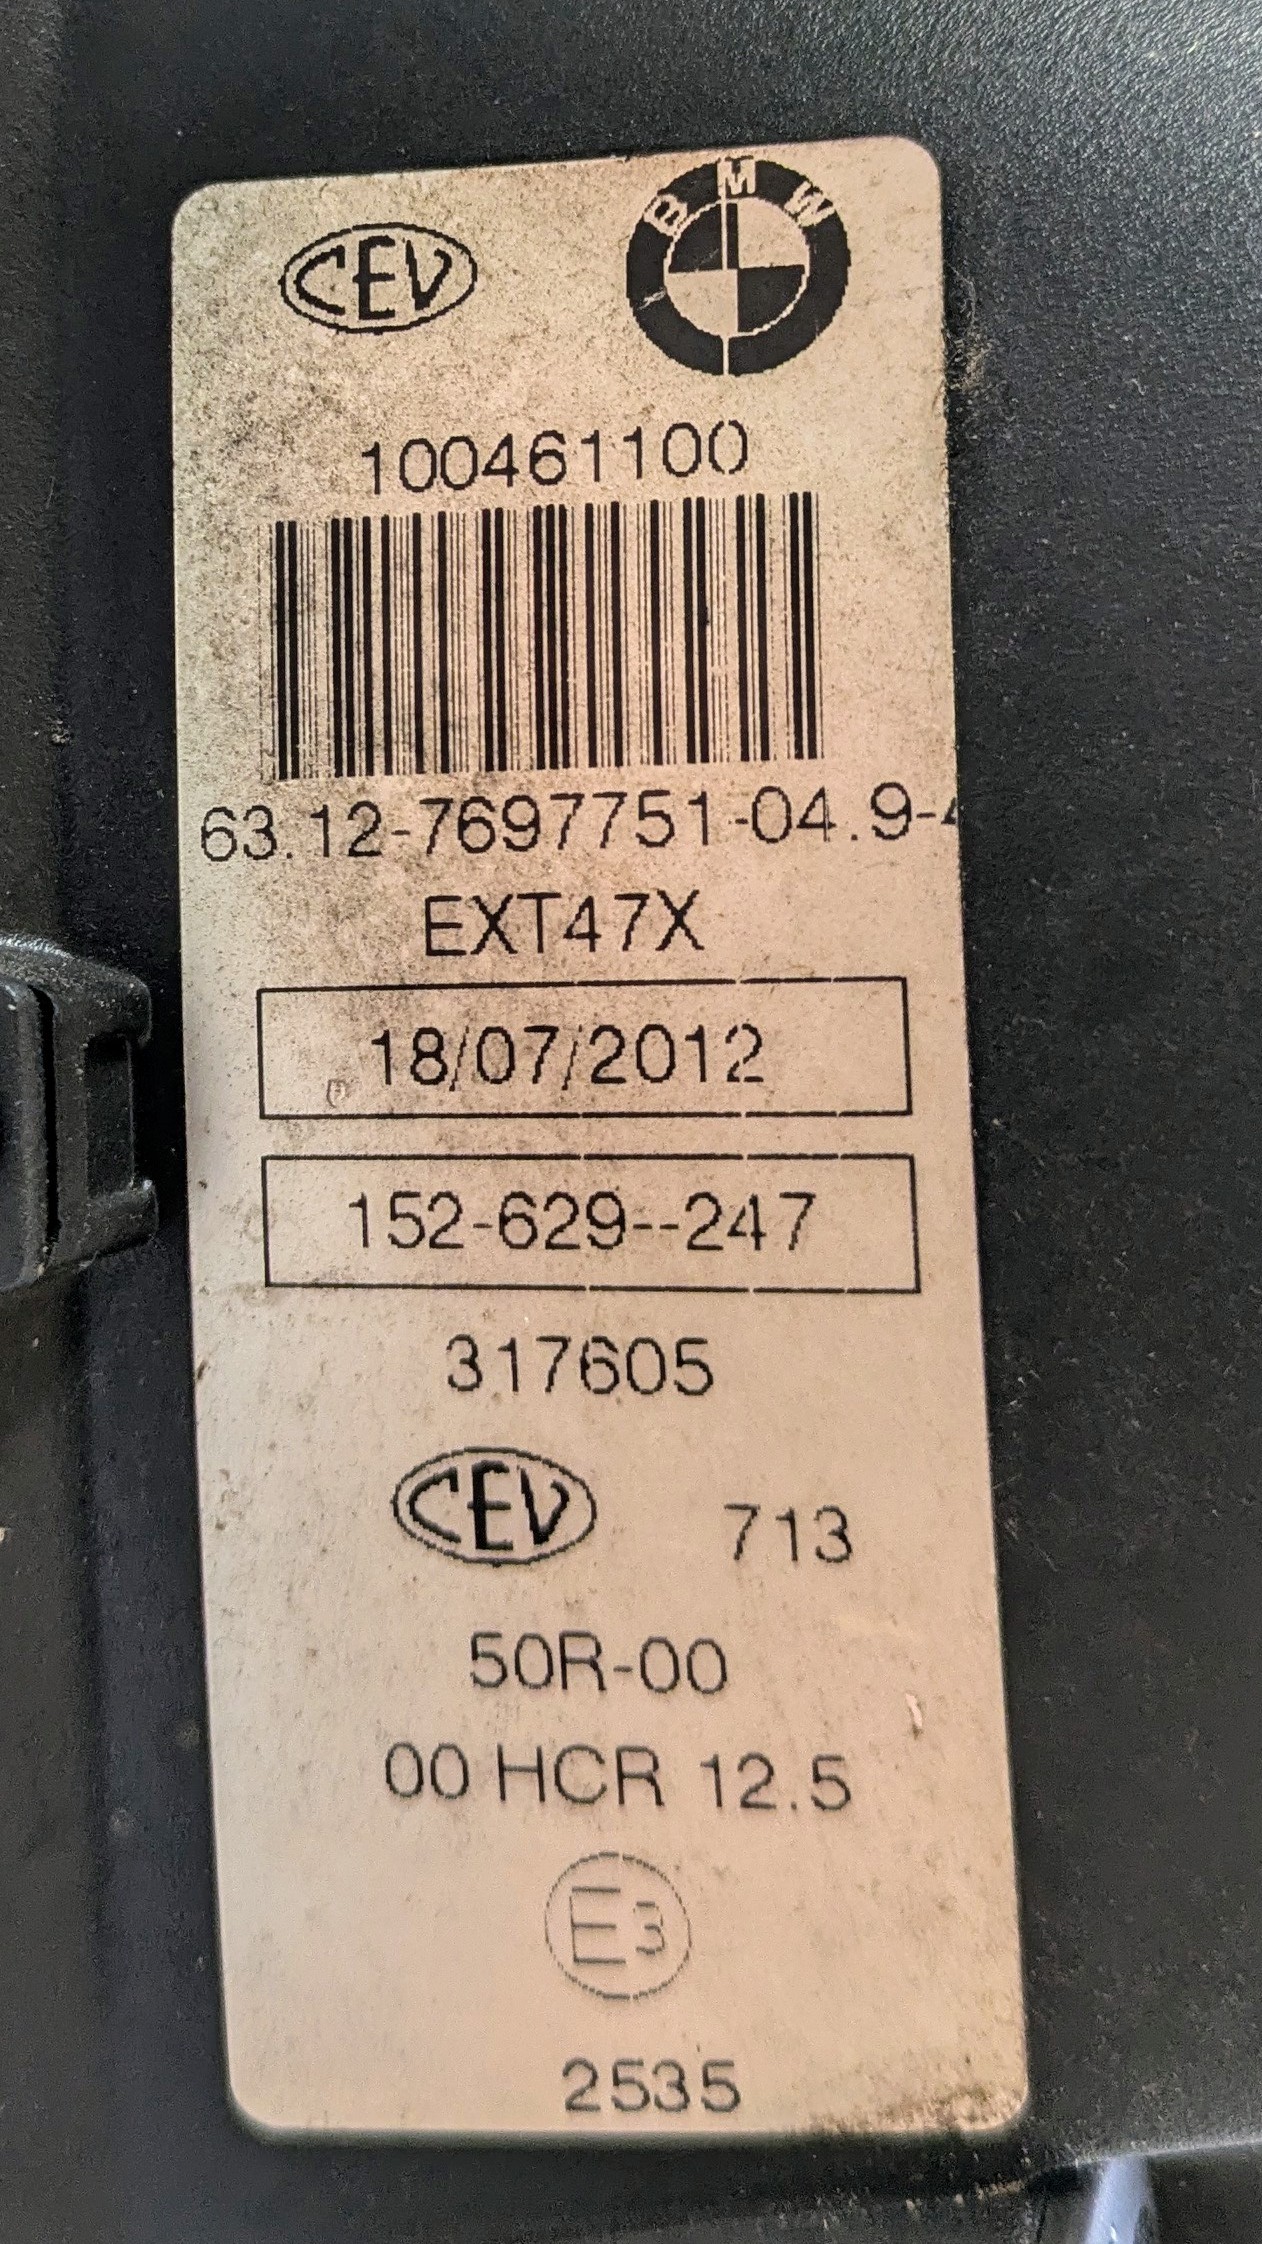 CEV BMW
100461100
63.12-7697751-04.9-
EXT47X
18/07/2012
152-629--247
317605
CEV 713
50R-00
00 HCR 12.5
E3
2535